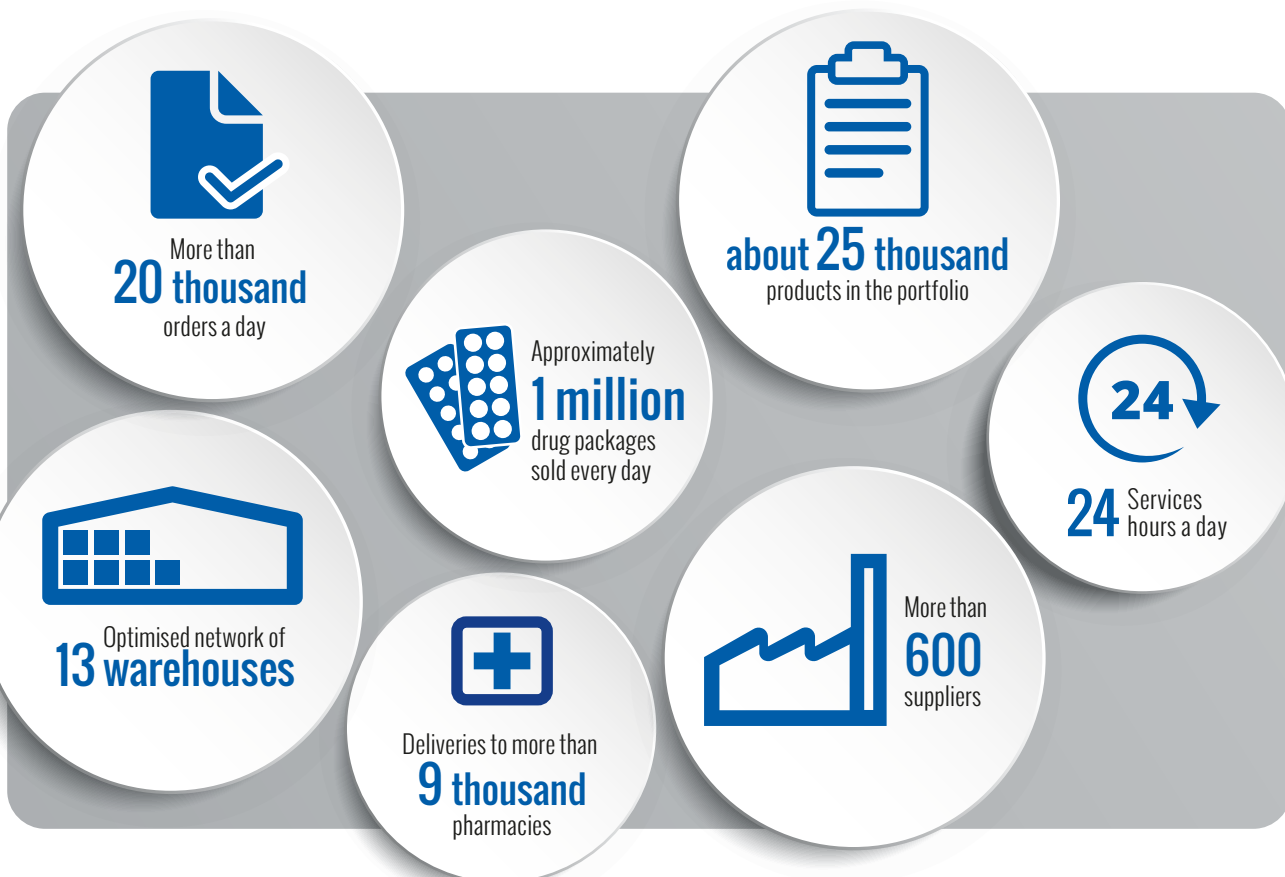 More than
20 thousand
orders a day
about 25 thousand
products in the portfolio
Approximately
1 million
drug packages
sold every day
24
24 Services
hours a day
Optimised network of
13 warehouses
Deliveries to more than
9 thousand
pharmacies
More than
600
suppliers